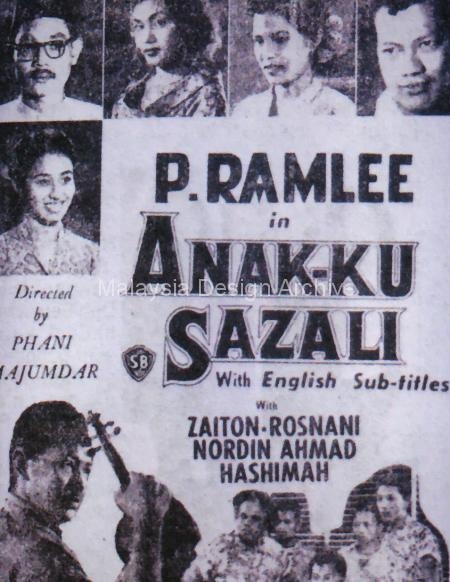 P. RAMLEE
in
ANAK-KU
SAZALI
With English Sub-titles
With
ZAITON · ROSNANI
NORDIN AHMAD
HASHIMAH
Directed
by
PHANI
MAJUMDAR
SB
Malaysia Design Archive